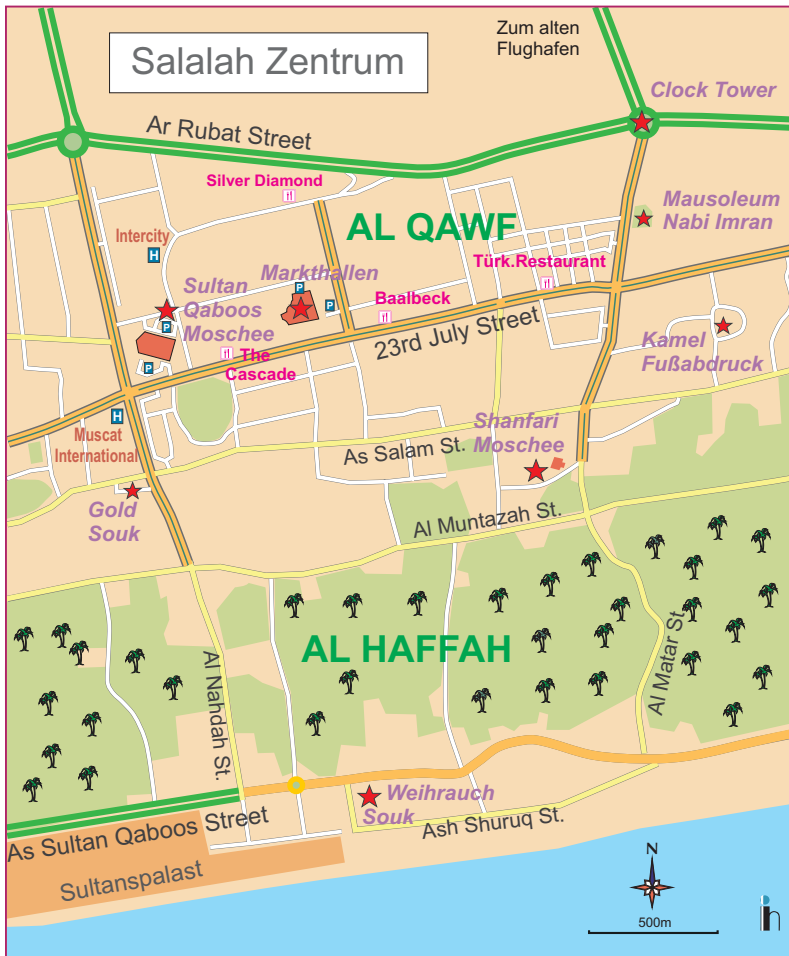 Salalah Zentrum
Zum alten
Flughafen
Clock Tower
Ar Rubat Street
Silver Diamond
Mausoleum
Nabi Imran
AL QAWF
Intercity
H
Markthallen
Türk.Restaurant
Sultan
Qaboos
Moschee
P
P
Baalbeck
P
23rd July Street
Kamel
Fußabdruck
The
Cascade
P
H
Muscat
International
Shanfari
Moschee
As Salam St.
Gold
Souk
Al Muntazah St.
AL HAFFAH
Al Nahdah St.
Al Matar St.
Weihrauch
Souk
Ash Shuruq St.
As Sultan Qaboos Street
Sultanspalast
N
500m